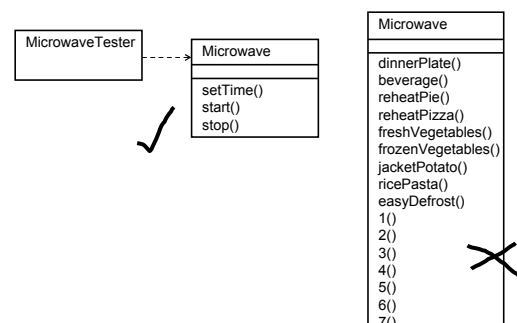 MicrowaveTester
Microwave
setTime()
start()
stop()
Microwave
dinnerPlate()
beverage()
reheatPie()
reheatPizza()
freshVegetables()
frozenVegetables()
jacketPotato()
ricePasta()
easyDefrost()
1()
2()
3()
4()
5()
6()
7()